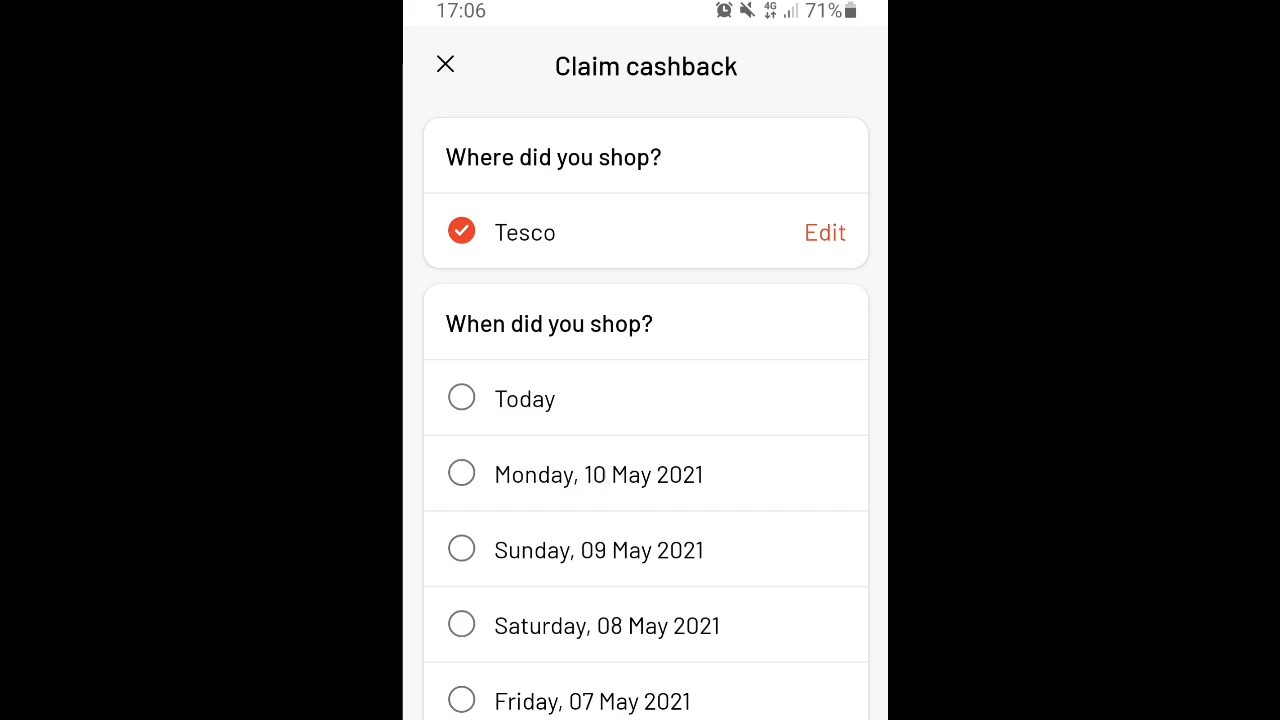 17:06 4G 71%
Claim cashback
Where did you shop?
Tesco Edit
When did you shop?
Today
Monday, 10 May 2021
Sunday, 09 May 2021
Saturday, 08 May 2021
Friday, 07 May 2021